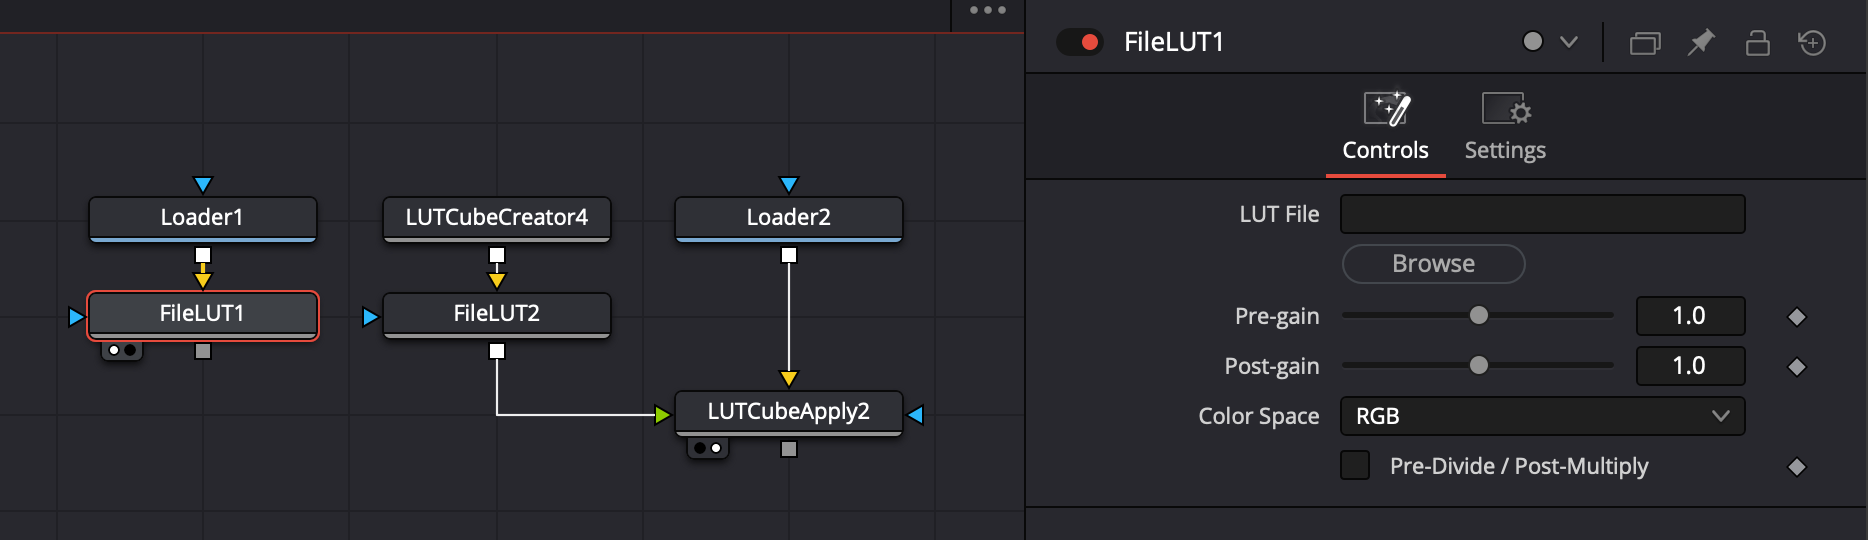 Loader1
LUTCubeCreator4
Loader2
FileLUT1
FileLUT2
LUTCubeApply2
FileLUT1
Controls
Settings
LUT File
Browse
Pre-gain 1.0
Post-gain 1.0
Color Space RGB
Pre-Divide / Post-Multiply